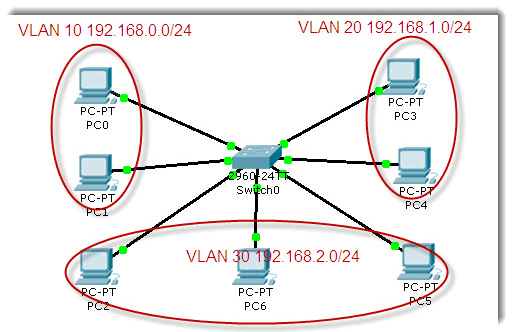 VLAN 10 192.168.0.0/24
VLAN 20 192.168.1.0/24
PC-PT
PC0
PC-PT
PC3
PC-PT
PC1
2960-24TT
Switch0
PC-PT
PC4
VLAN 30 192.168.2.0/24
PC-PT
PC2
PC-PT
PC6
PC-PT
PC5